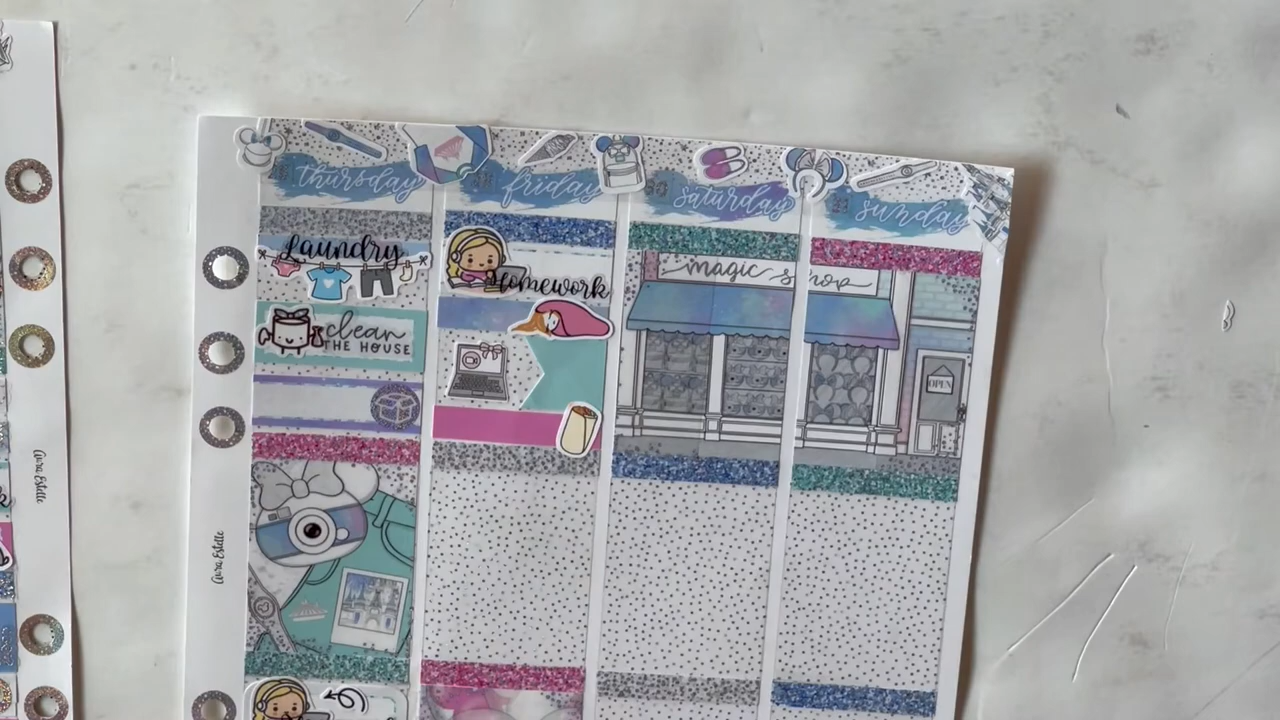 thursday
friday
saturday
sunday
Laundry
Homework
magic shop
clean
THE HOUSE
OPEN
Aura Estelle
Aura Estelle